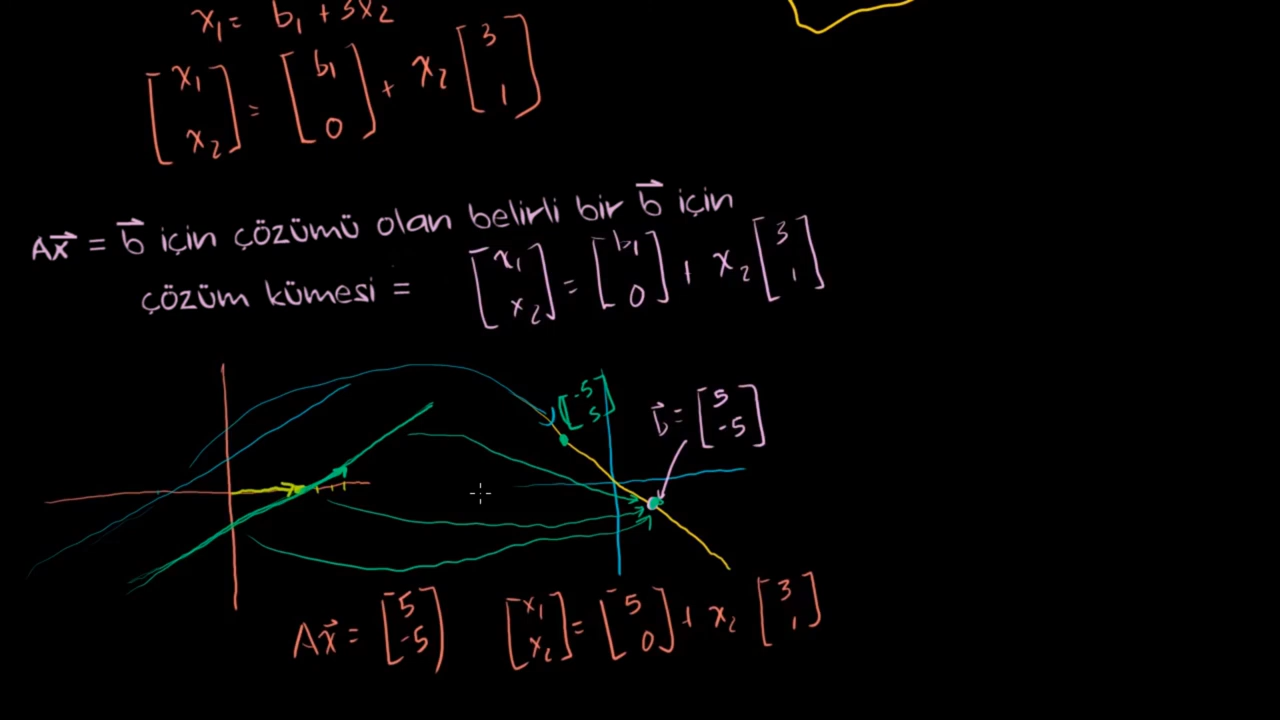 x₁ = b₁ + 3x₂
[x₁ x₂] = [b₁ 0] + x₂ [3 1]
Ax⃗ = b⃗ için çözümü olan belirli bir b⃗ için
çözüm kümesi = [x₁ x₂] = [b₁ 0] + x₂ [3 1]
[-5 5]
b⃗ = [5 -5]
Ax⃗ = [5 -5] [x₁ x₂] = [5 0] + x₂ [3 1]